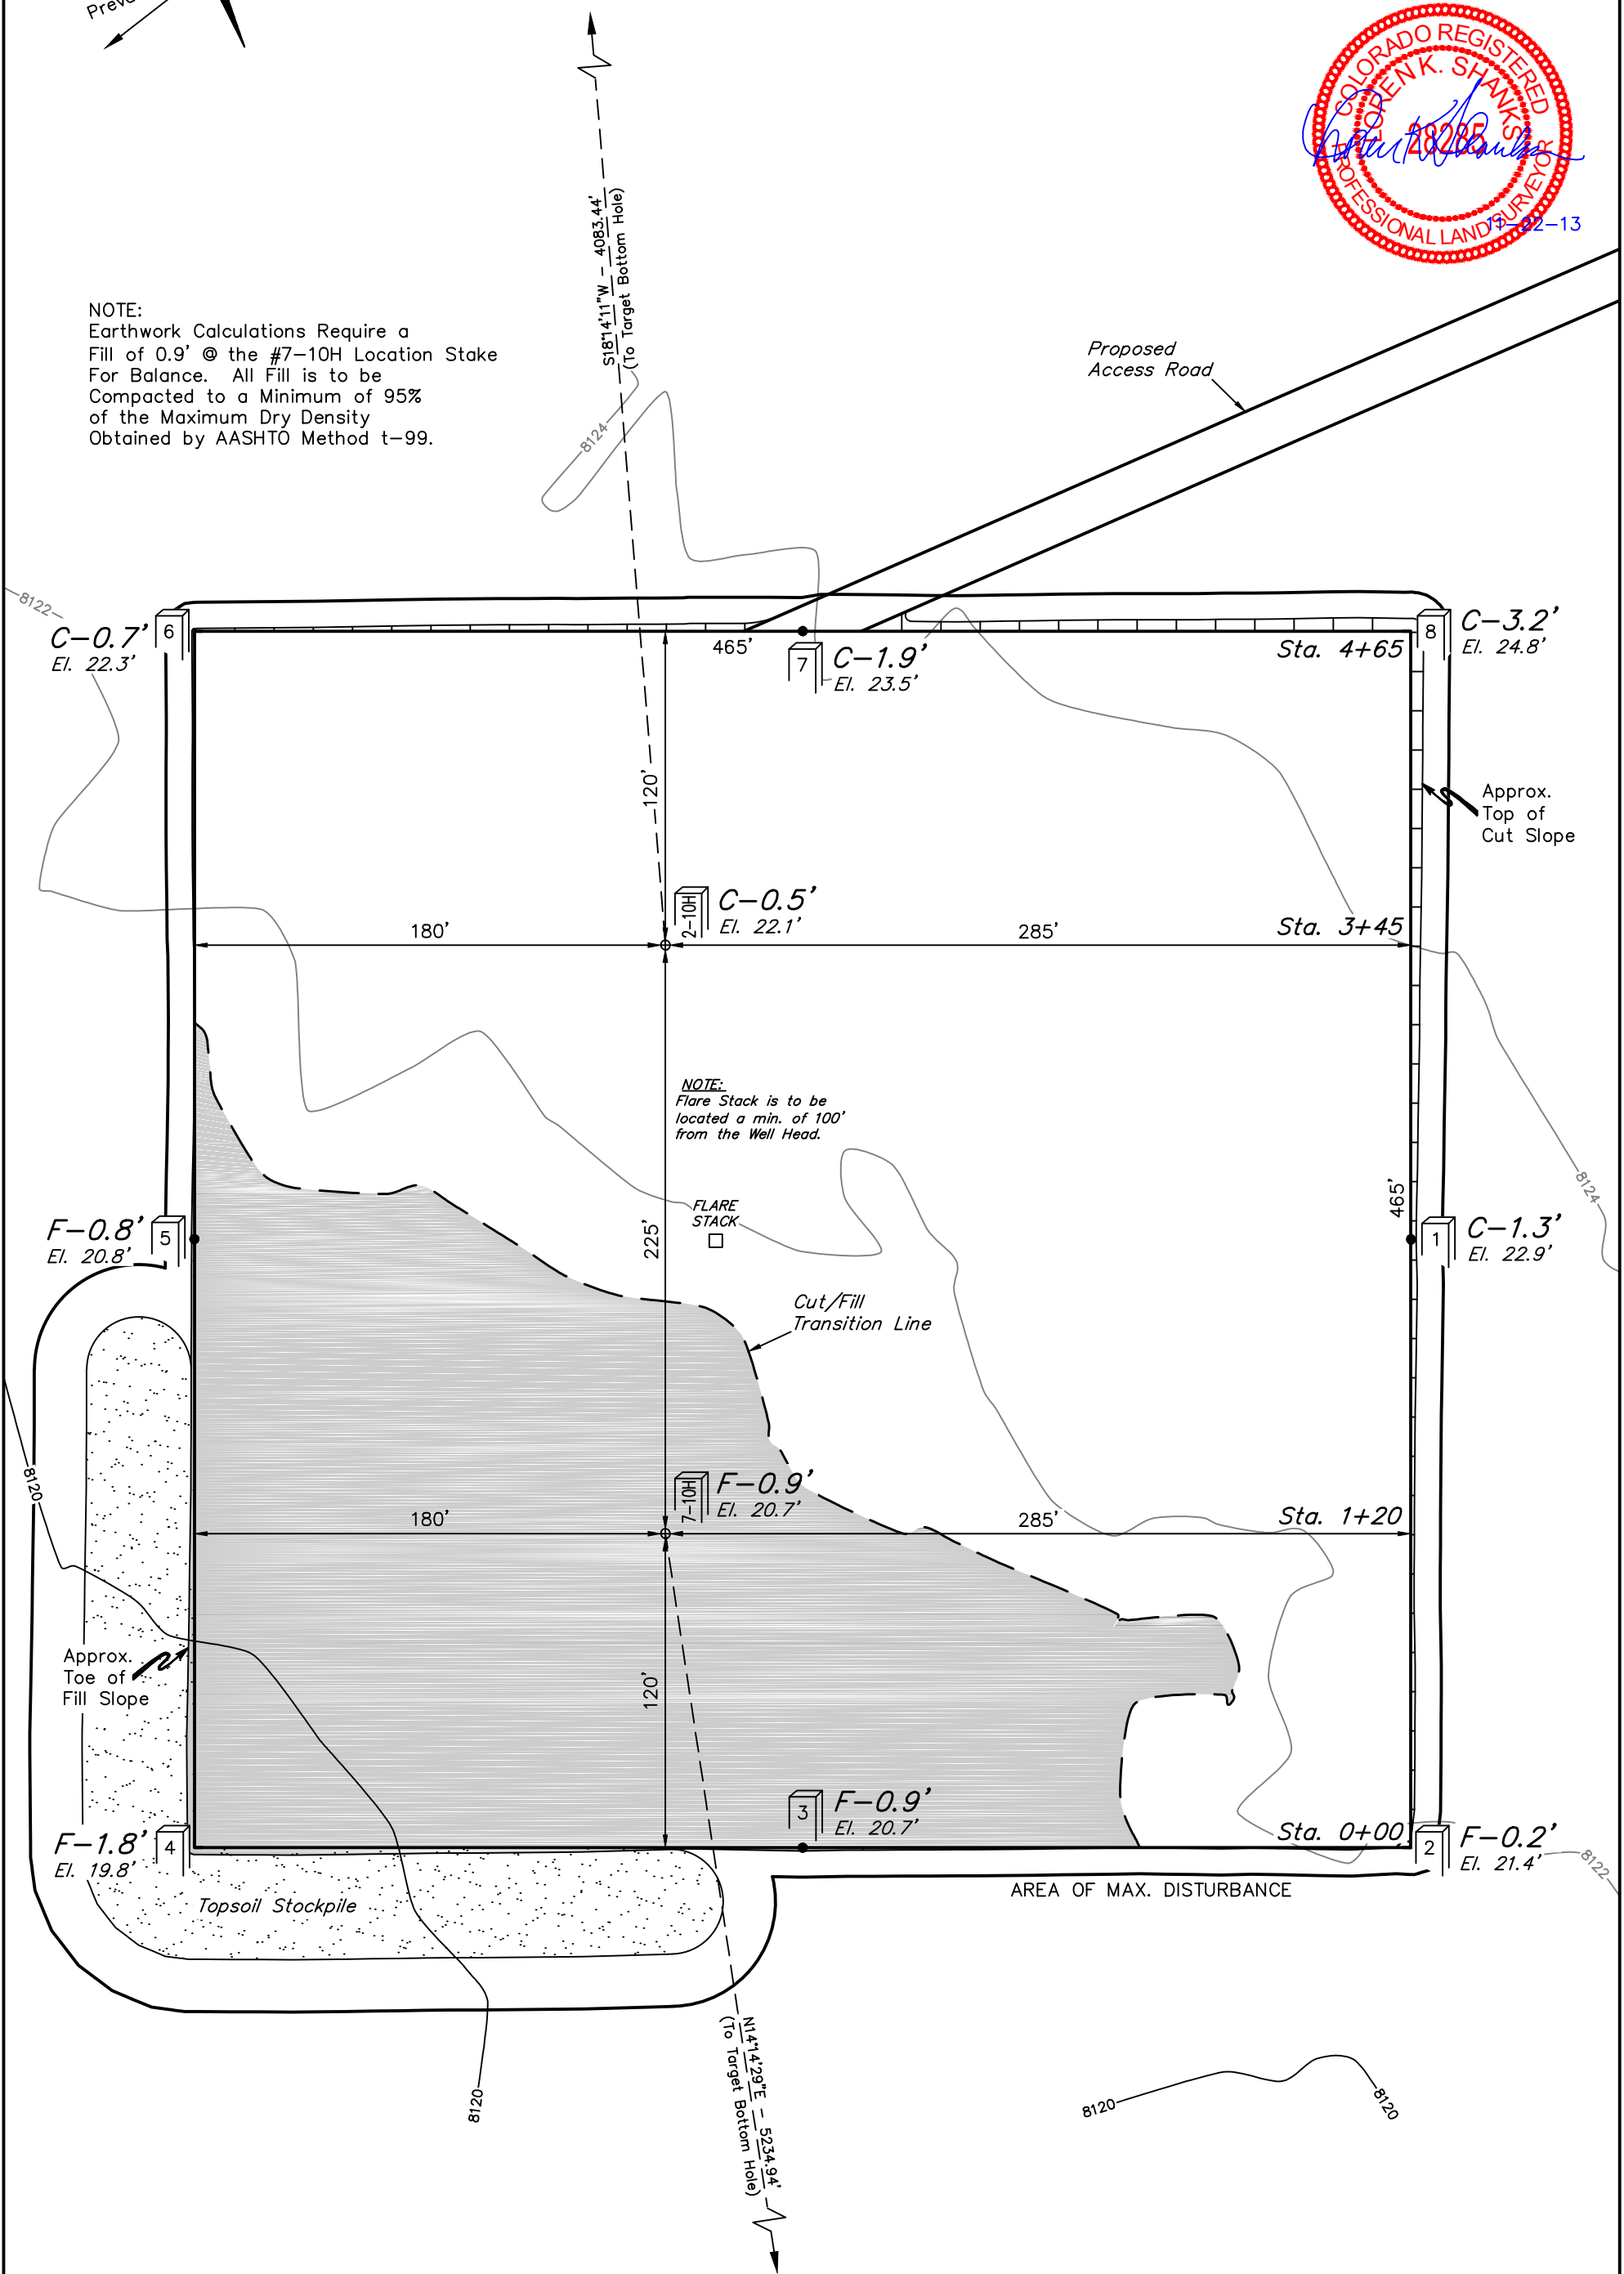 COLORADO REGISTERED
LOREN K. SHANKS
28285
PROFESSIONAL LAND SURVEYOR
11-22-13
S18°14'11"W - 4083.44'
(To Target Bottom Hole)
NOTE:
Earthwork Calculations Require a
Fill of 0.9' @ the #7-10H Location Stake
For Balance. All Fill is to be
Compacted to a Minimum of 95%
of the Maximum Dry Density
Obtained by AASHTO Method t-99.
Proposed
Access Road
8124
8122
6
C-0.7'
El. 22.3'
465'
7
C-1.9'
El. 23.5'
Sta. 4+65
8
C-3.2'
El. 24.8'
120'
Approx.
Top of
Cut Slope
2-10H
C-0.5'
El. 22.1'
180'
285'
Sta. 3+45
NOTE:
Flare Stack is to be
located a min. of 100'
from the Well Head.
8124
465'
FLARE
STACK
225'
5
F-0.8'
El. 20.8'
1
C-1.3'
El. 22.9'
Cut/Fill
Transition Line
8120
7-10H
F-0.9'
El. 20.7'
180'
285'
Sta. 1+20
Approx.
Toe of
Fill Slope
120'
3
F-0.9'
El. 20.7'
Sta. 0+00
4
F-1.8'
El. 19.8'
2
F-0.2'
El. 21.4'
8122
AREA OF MAX. DISTURBANCE
Topsoil Stockpile
N14°14'29"E - 5234.94'
(To Target Bottom Hole)
8120
8120
8120